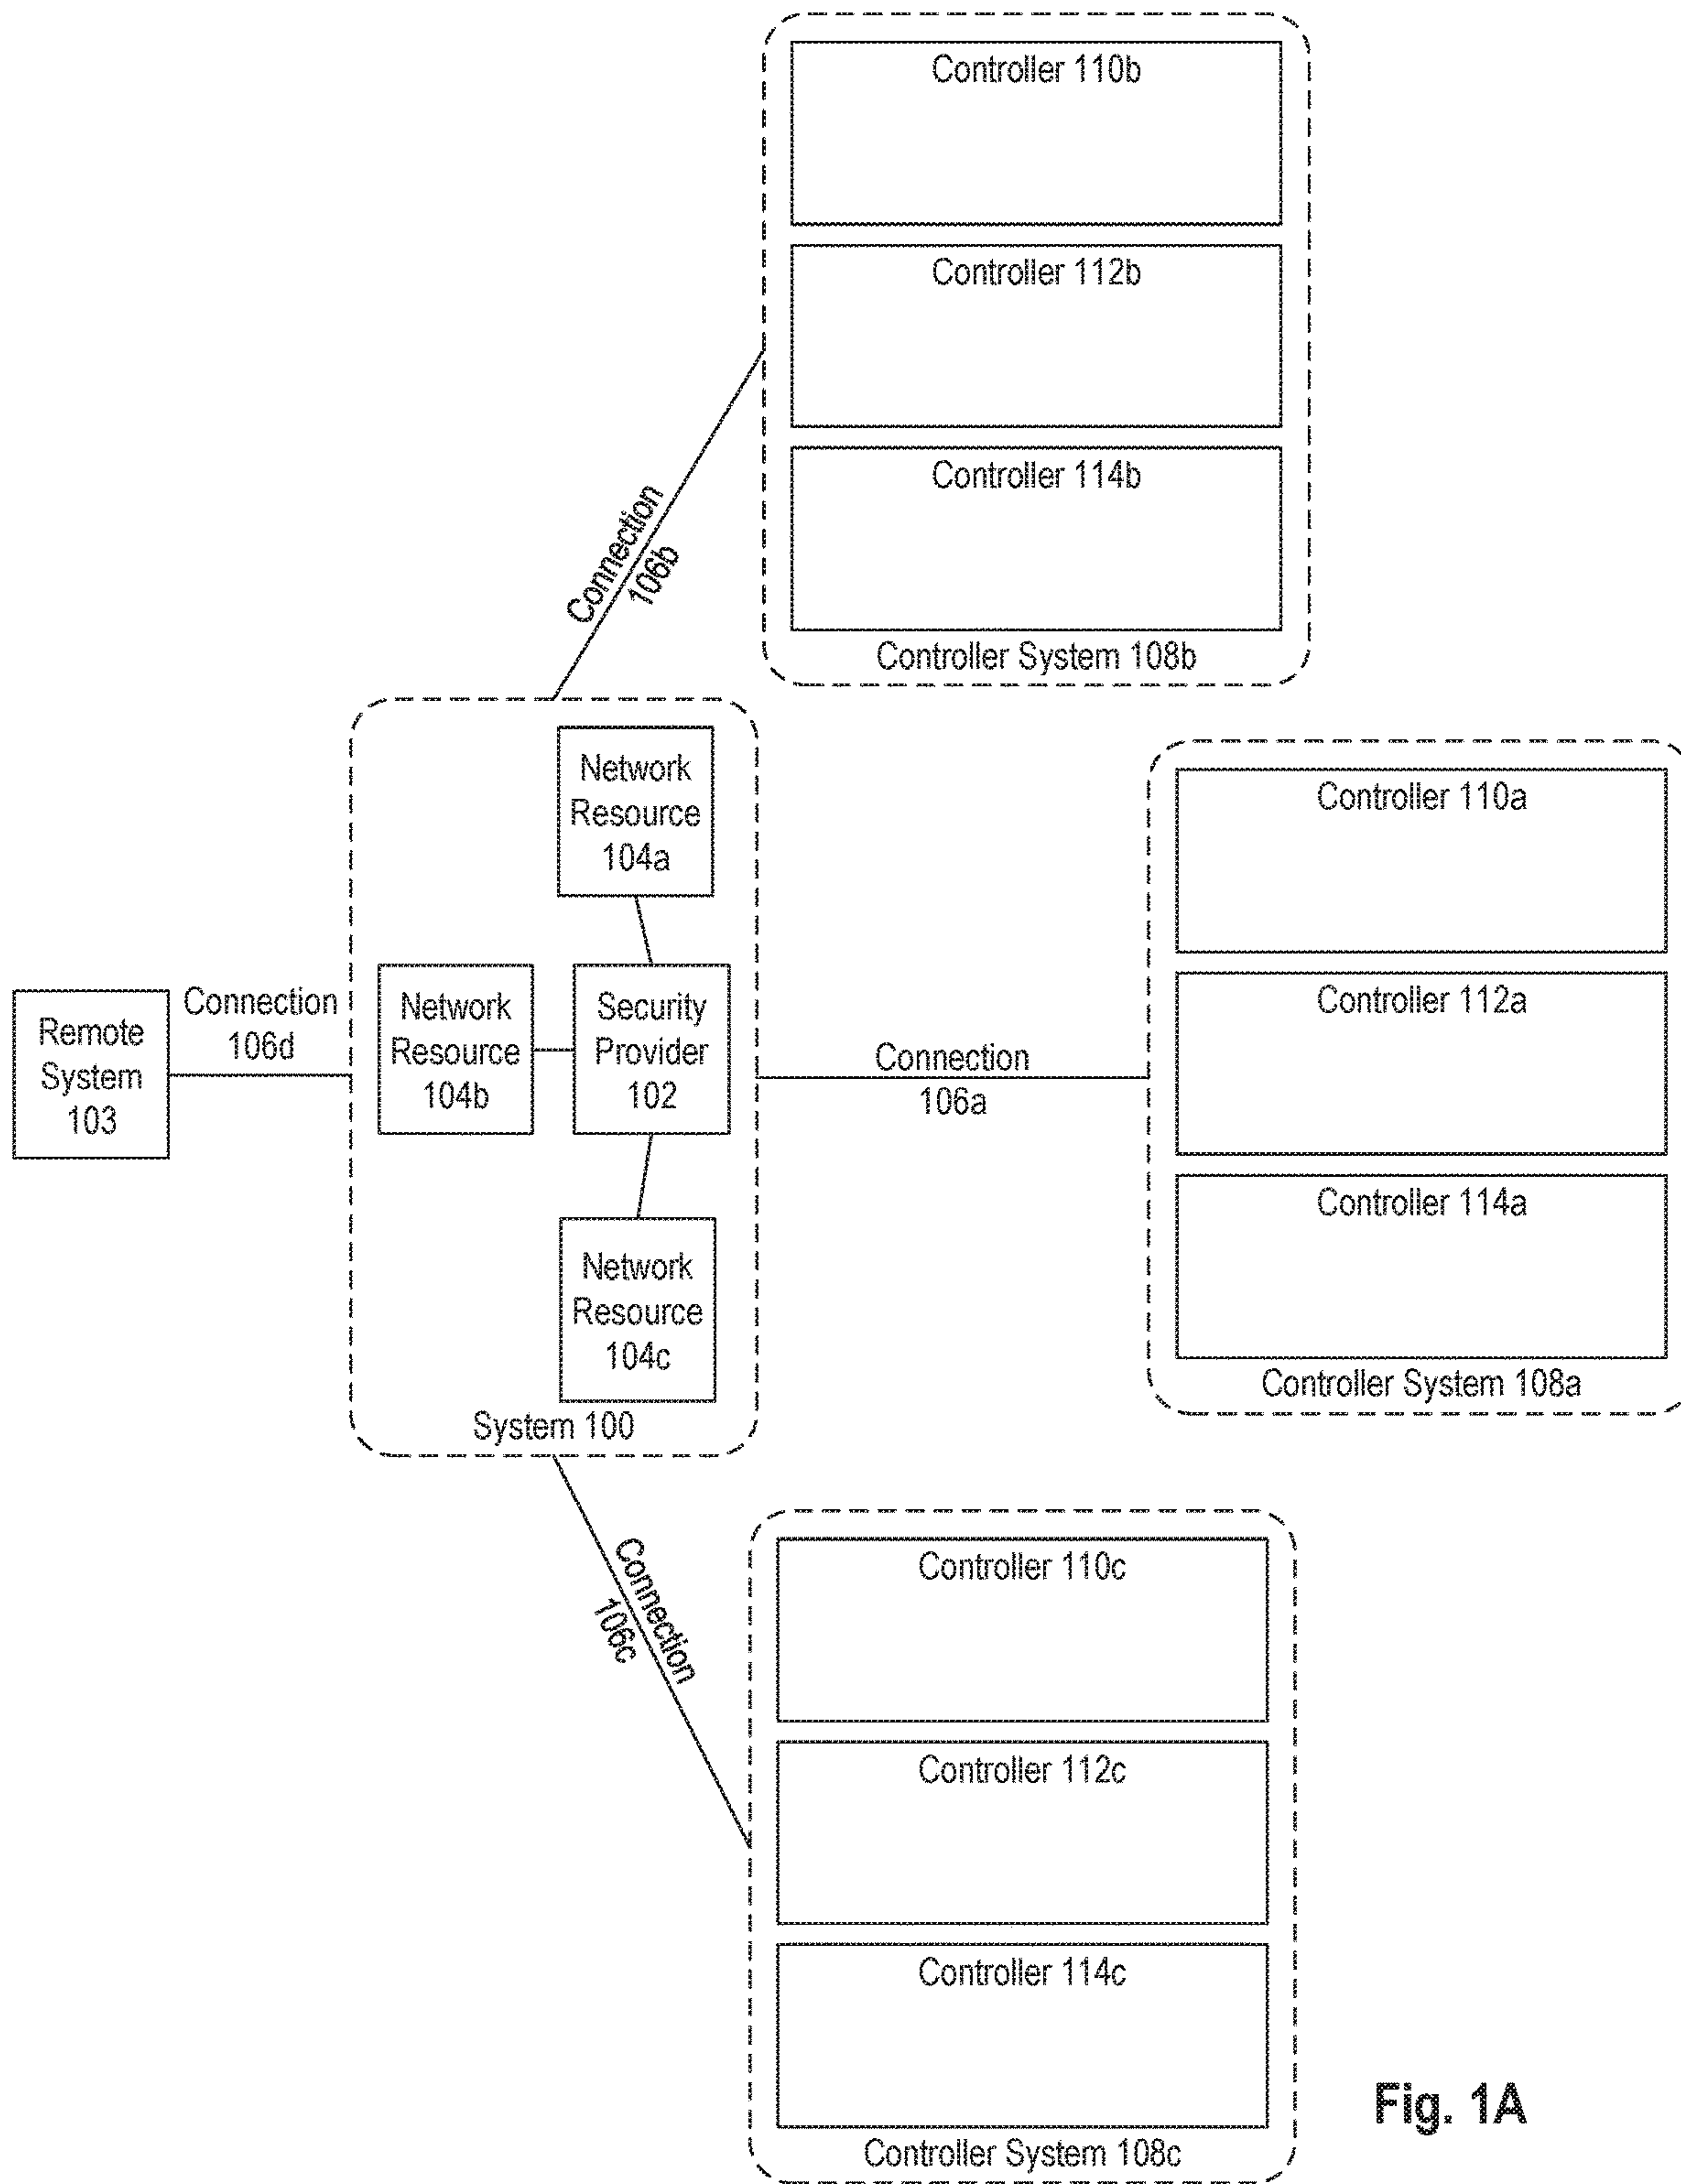 Controller 110b
Controller 112b
Controller 114b
Controller System 108b
Connection
106b
Network
Resource
104a
Network
Resource
104b
Security
Provider
102
Network
Resource
104c
System 100
Remote
System
103
Connection
106d
Connection
106a
Controller 110a
Controller 112a
Controller 114a
Controller System 108a
Connection
106c
Controller 110c
Controller 112c
Controller 114c
Controller System 108c
Fig. 1A